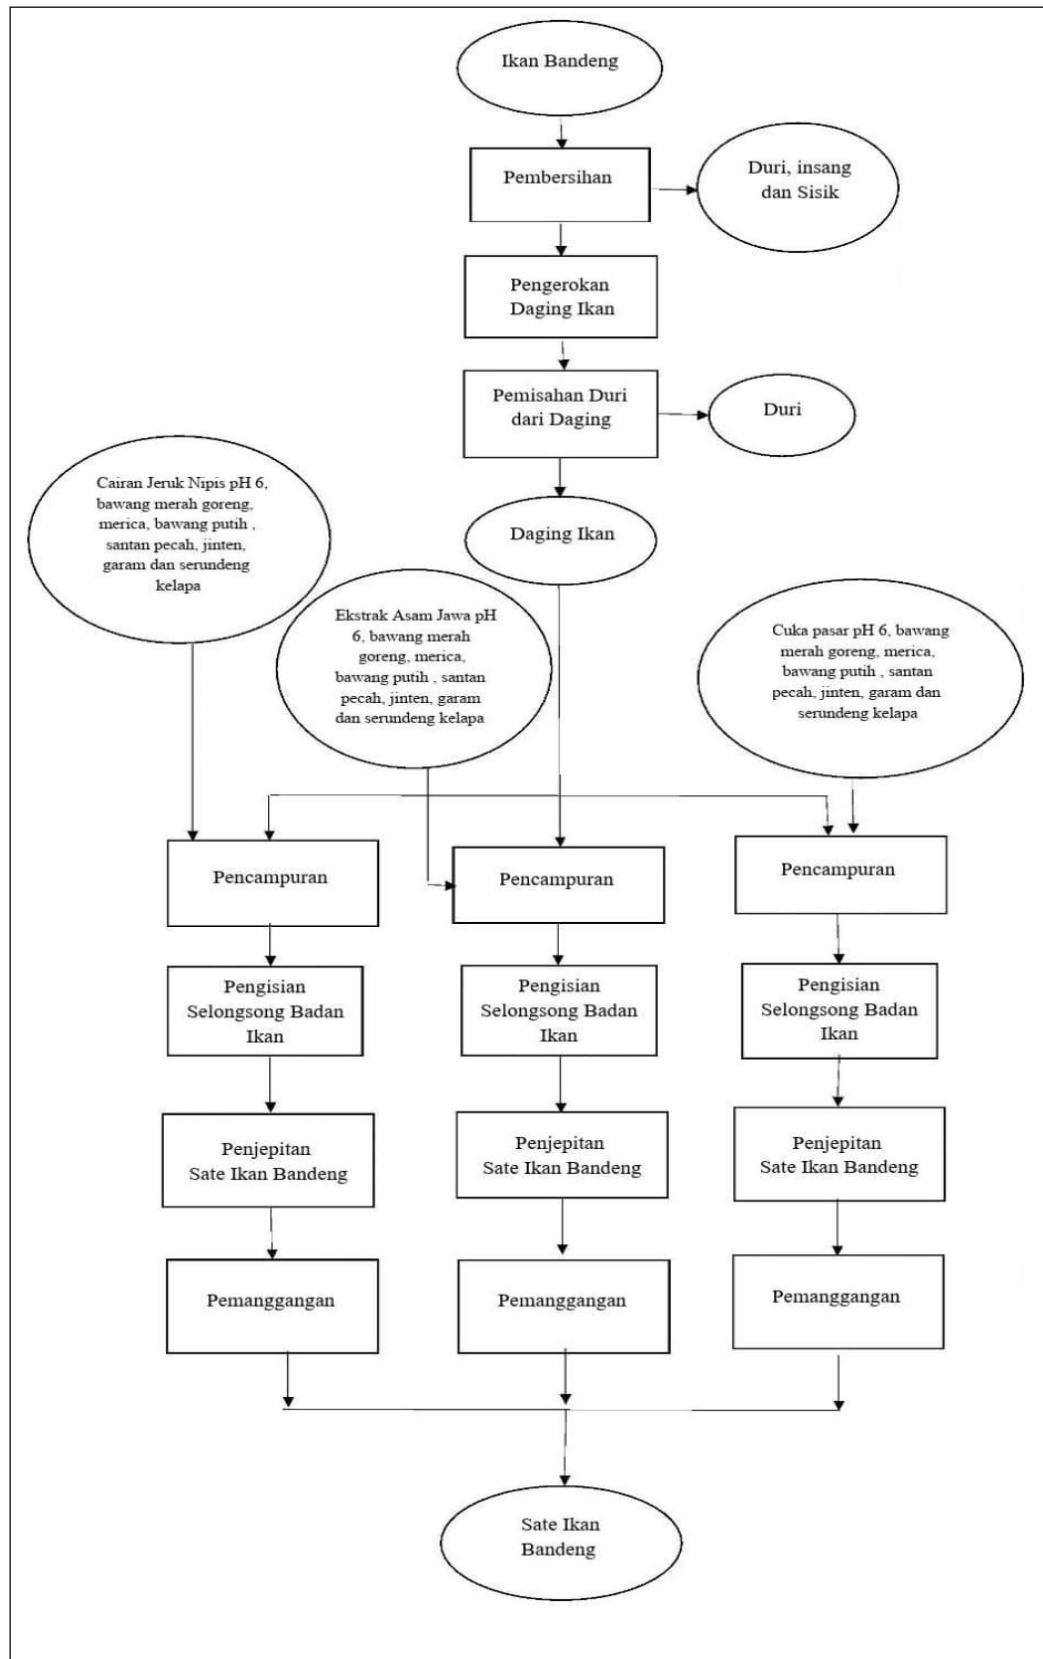 Ikan Bandeng
Pembersihan
Duri, insang
dan Sisik
Pengerokan
Daging Ikan
Pemisahan Duri
dari Daging
Duri
Daging Ikan
Cairan Jeruk Nipis pH 6,
bawang merah goreng,
merica, bawang putih ,
santan pecah, jinten,
garam dan serundeng
kelapa
Ekstrak Asam Jawa pH
6, bawang merah
goreng, merica,
bawang putih , santan
pecah, jinten, garam
dan serundeng kelapa
Cuka pasar pH 6, bawang
merah goreng, merica,
bawang putih , santan
pecah, jinten, garam dan
serundeng kelapa
Pencampuran
Pencampuran
Pencampuran
Pengisian
Selongsong Badan
Ikan
Pengisian
Selongsong Badan
Ikan
Pengisian
Selongsong Badan
Ikan
Penjepitan
Sate Ikan Bandeng
Penjepitan
Sate Ikan Bandeng
Penjepitan
Sate Ikan Bandeng
Pemanggangan
Pemanggangan
Pemanggangan
Sate Ikan
Bandeng